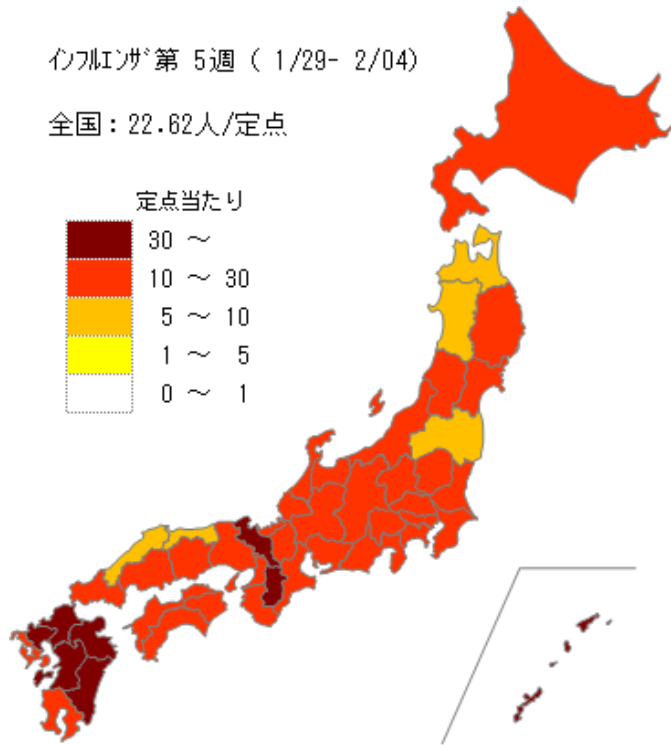 ｲﾝﾌﾙｴﾝｻﾞ第 5週 ( 1/29- 2/04)
全国：22.62人/定点
定点当たり
30 ～
10 ～ 30
5 ～ 10
1 ～ 5
0 ～ 1